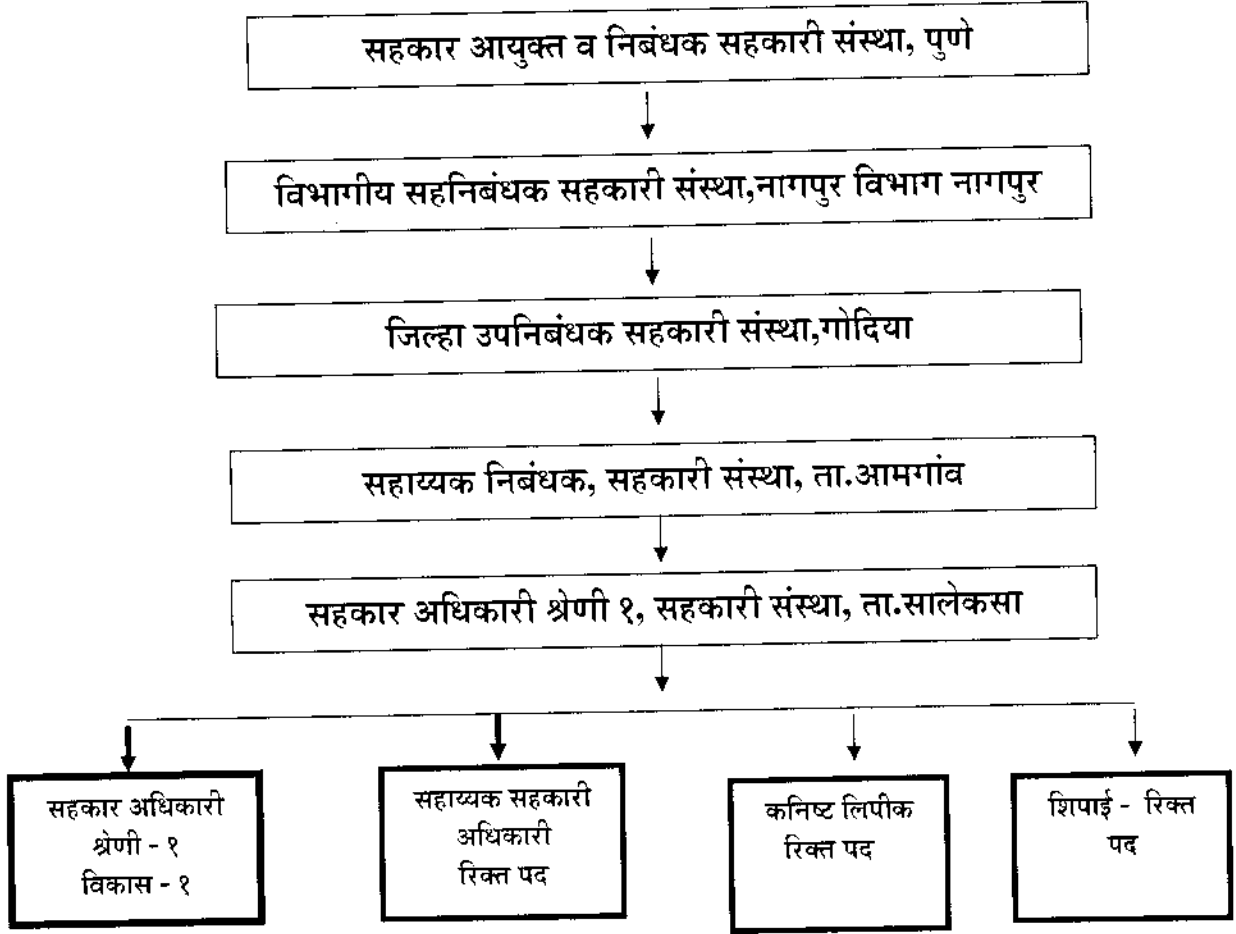 सहकार आयुक्त व निबंधक सहकारी संस्था, पुणे
विभागीय सहनिबंधक सहकारी संस्था,नागपुर विभाग नागपुर
जिल्हा उपनिबंधक सहकारी संस्था,गोदिया
सहाय्यक निबंधक, सहकारी संस्था, ता.आमगांव
सहकार अधिकारी श्रेणी १, सहकारी संस्था, ता.सालेकसा
सहकार अधिकारी
श्रेणी - १
विकास - १
सहाय्यक सहकारी
अधिकारी
रिक्त पद
कनिष्ट लिपीक
रिक्त पद
शिपाई - रिक्त
पद